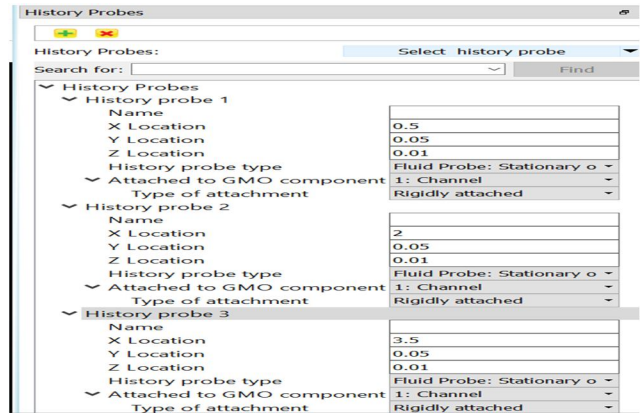 History Probes
History Probes: Select history probe
Search for: Find
History Probes
History probe 1
Name
X Location 0.5
Y Location 0.05
Z Location 0.01
History probe type Fluid Probe: Stationary o
Attached to GMO component 1: Channel
Type of attachment Rigidly attached
History probe 2
Name
X Location 2
Y Location 0.05
Z Location 0.01
History probe type Fluid Probe: Stationary o
Attached to GMO component 1: Channel
Type of attachment Rigidly attached
History probe 3
Name
X Location 3.5
Y Location 0.05
Z Location 0.01
History probe type Fluid Probe: Stationary o
Attached to GMO component 1: Channel
Type of attachment Rigidly attached